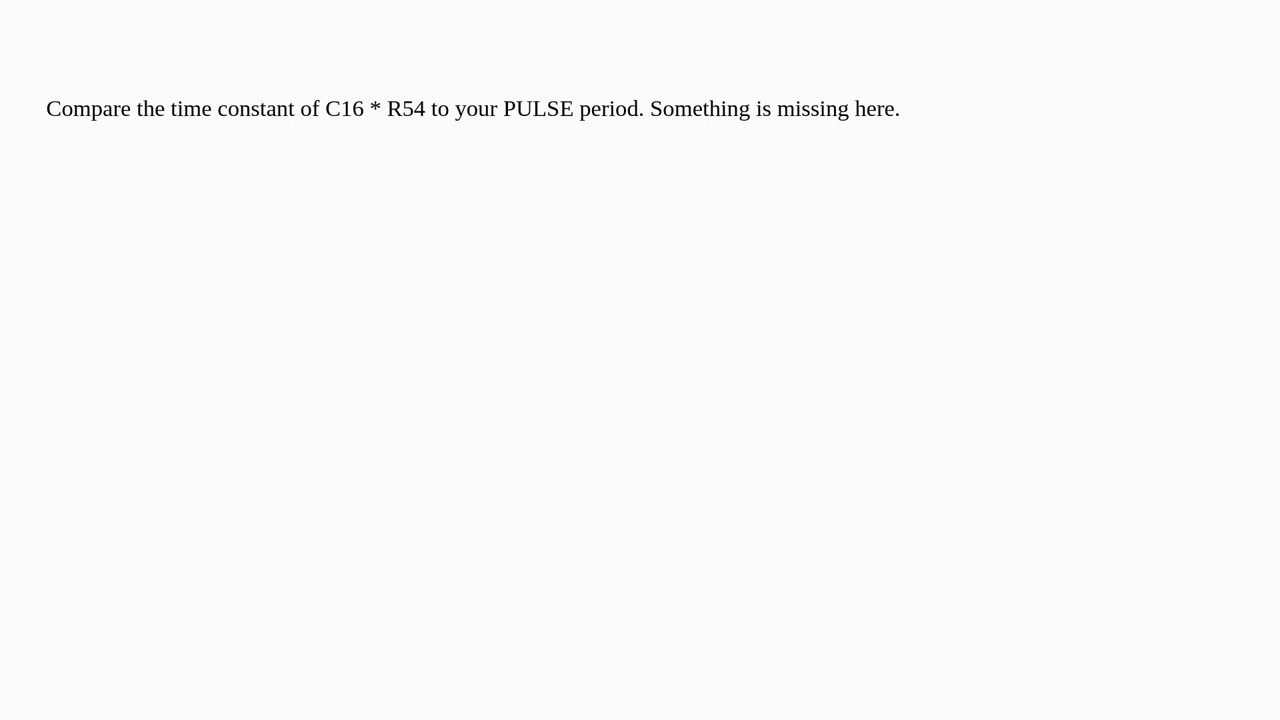 Compare the time constant of C16 * R54 to your PULSE period. Something is missing here.